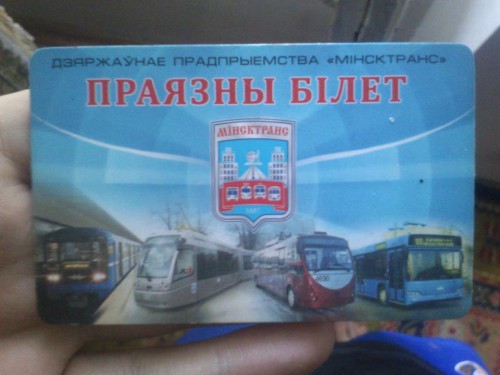 ДЗЯРЖАЎНАЕ ПРАДПРЫЕМСТВА «МІНСКТРАНС»
ПРАЯЗНЫ БІЛЕТ
МІНСКТРАНС